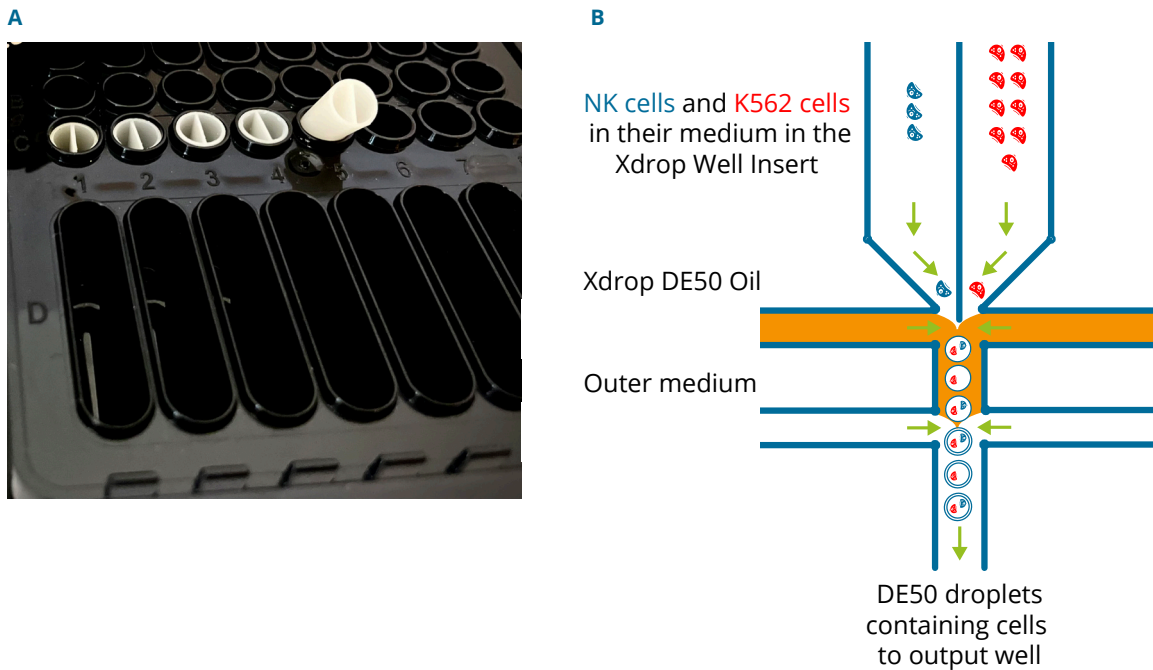 A
B
C
1 2 3 4 5 6 7
D
NK cells and K562 cells
in their medium in the
Xdrop Well Insert
Xdrop DE50 Oil
Outer medium
DE50 droplets
containing cells
to output well